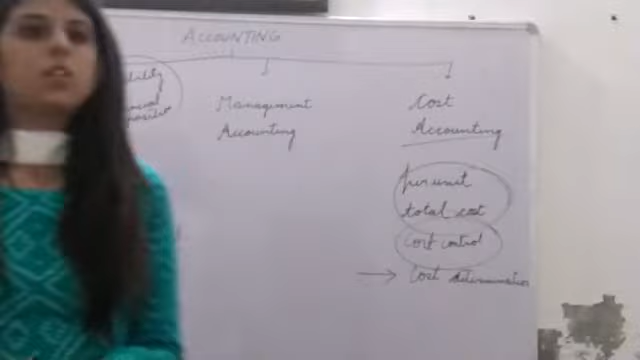 ACCOUNTING
Management
Accounting
Cost
Accounting
per unit
total cost
cost control
Cost determination